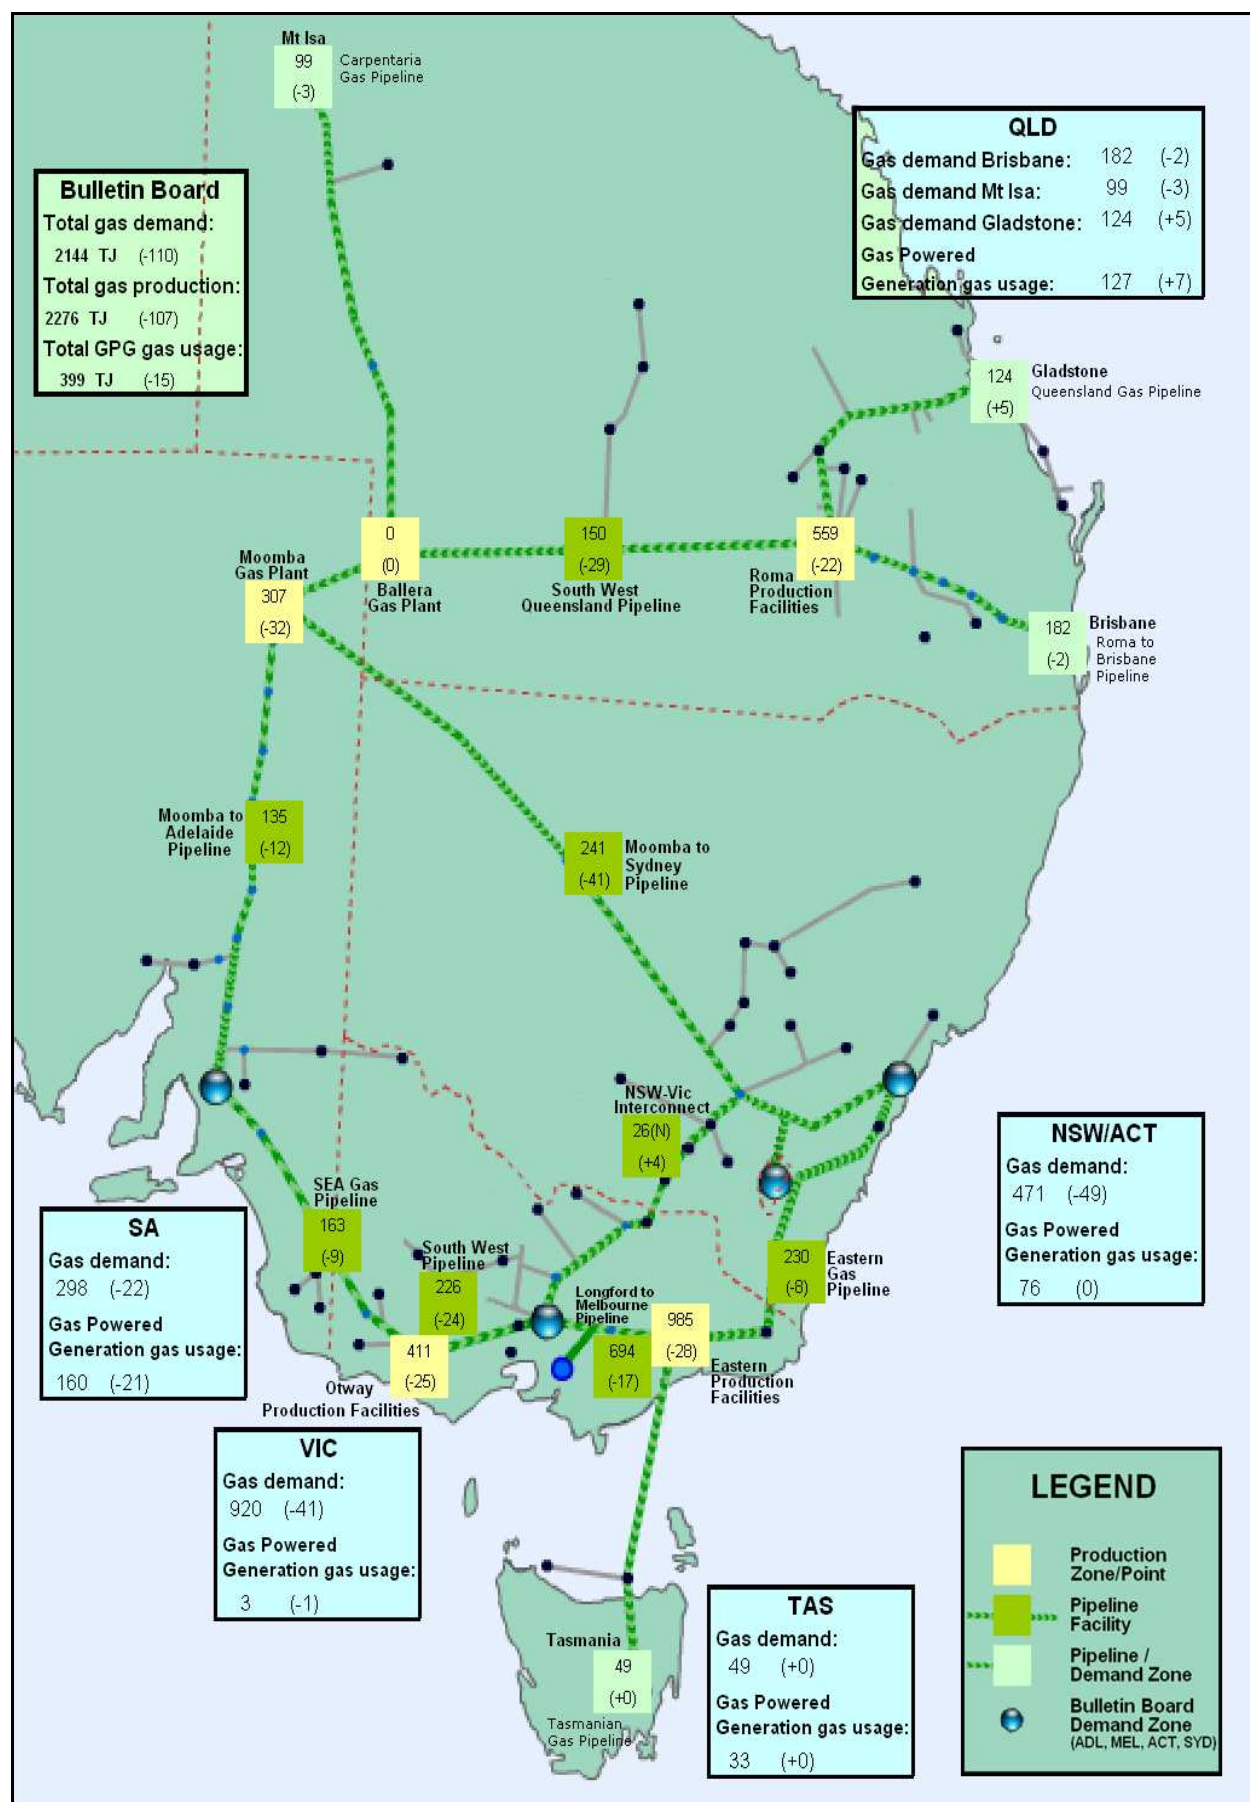 Mt Isa
99
(-3)
Carpentaria
Gas Pipeline
QLD
Gas demand Brisbane: 182 (-2)
Gas demand Mt Isa: 99 (-3)
Gas demand Gladstone: 124 (+5)
Gas Powered
Generation gas usage: 127 (+7)
Bulletin Board
Total gas demand:
2144 TJ (-110)
Total gas production:
2276 TJ (-107)
Total GPG gas usage:
399 TJ (-15)
124
(+5)
Gladstone
Queensland Gas Pipeline
0
(0)
Ballera
Gas Plant
150
(-29)
South West
Queensland Pipeline
559
(-22)
Roma
Production
Facilities
Moomba
Gas Plant
307
(-32)
182
(-2)
Brisbane
Roma to
Brisbane
Pipeline
Moomba to
Adelaide
Pipeline
135
(-12)
241
(-41)
Moomba to
Sydney
Pipeline
NSW-Vic
Interconnect
26(N)
(+4)
NSW/ACT
Gas demand:
471 (-49)
Gas Powered
Generation gas usage:
76 (0)
SEA Gas
Pipeline
163
(-9)
SA
Gas demand:
298 (-22)
Gas Powered
Generation gas usage:
160 (-21)
South West
Pipeline
226
(-24)
230
(-8)
Eastern
Gas
Pipeline
Longford to
Melbourne
Pipeline
694
(-17)
985
(-28)
Eastern
Production
Facilities
411
(-25)
Otway
Production Facilities
VIC
Gas demand:
920 (-41)
Gas Powered
Generation gas usage:
3 (-1)
TAS
Gas demand:
49 (+0)
Gas Powered
Generation gas usage:
33 (+0)
Tasmania
49
(+0)
Tasmanian
Gas Pipeline
LEGEND
Production
Zone/Point
Pipeline
Facility
Pipeline /
Demand Zone
Bulletin Board
Demand Zone
(ADL, MEL, ACT, SYD)